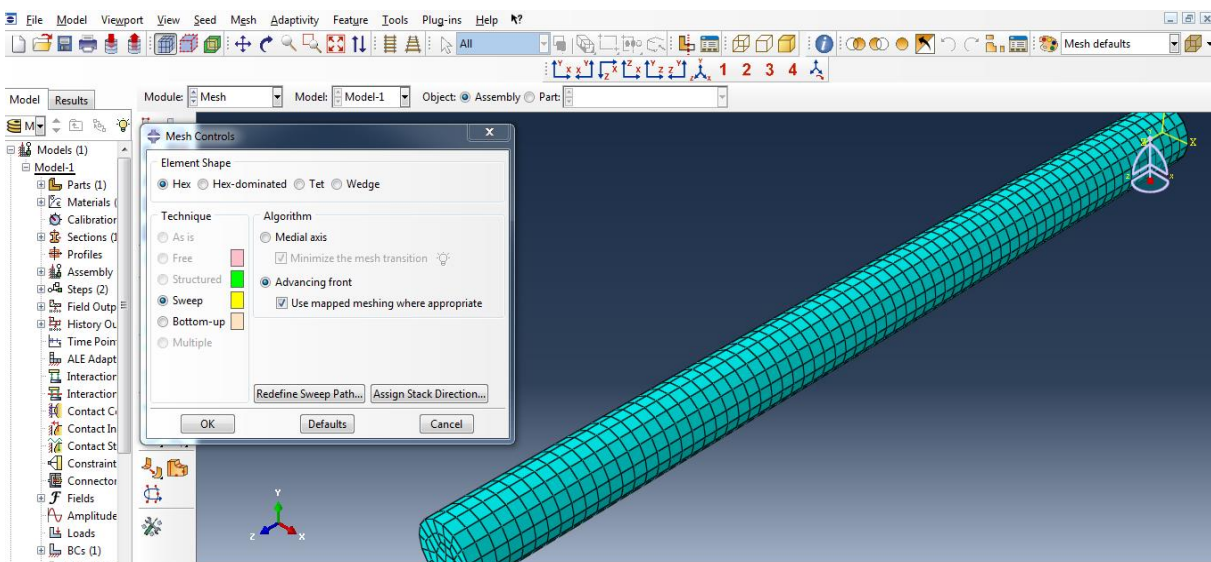 File Model Viewport View Seed Mesh Adaptivity Feature Tools Plug-ins Help
All
Mesh defaults
1 2 3 4
Model Results
Module: Mesh Model: Model-1 Object: Assembly Part:
Models (1)
Model-1
Parts (1)
Materials (
Calibration
Sections (1
Profiles
Assembly
Steps (2)
Field Outp
History Ou
Time Poin
ALE Adapt
Interaction
Interaction
Contact Co
Contact In
Contact St
Constraint
Connector
Fields
Amplitude
Loads
BCs (1)
Mesh Controls
Element Shape
Hex Hex-dominated Tet Wedge
Technique
As is
Free
Structured
Sweep
Bottom-up
Multiple
Algorithm
Medial axis
Minimize the mesh transition
Advancing front
Use mapped meshing where appropriate
Redefine Sweep Path... Assign Stack Direction...
OK Defaults Cancel
Y
Z X
X